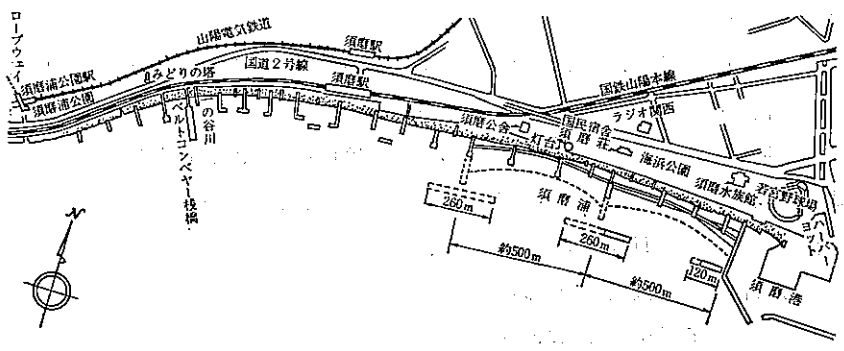 ロープウェイ
山陽電気鉄道
須磨駅
須磨浦公園駅
みどりの塔
国道2号線
須磨駅
国鉄山陽本線
須磨浦公園
ベルトコンベヤー桟橋
の谷川
須磨公舎
灯台
国民宿舎
須磨荘
ラジオ関西
海浜公園
須磨水族館
若宮野球場
ヨットハーバー
須磨浦
260m
260m
120m
約500m
約500m
須磨港
N